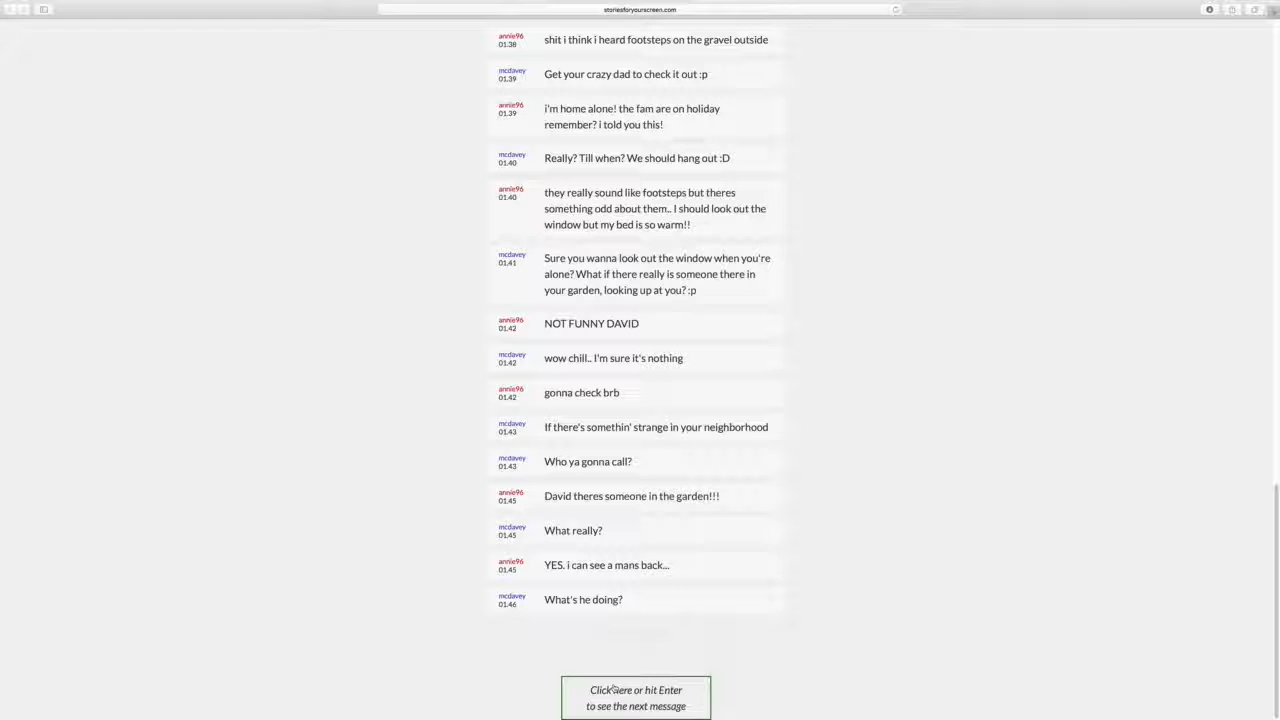 storiesforyourscreen.com
annie96
01.38
shit i think i heard footsteps on the gravel outside
mcdavey
01.39
Get your crazy dad to check it out :p
annie96
01.39
i'm home alone! the fam are on holiday
remember? i told you this!
mcdavey
01.40
Really? Till when? We should hang out :D
annie96
01.40
they really sound like footsteps but theres
something odd about them.. I should look out the
window but my bed is so warm!!
mcdavey
01.41
Sure you wanna look out the window when you're
alone? What if there really is someone there in
your garden, looking up at you? :p
annie96
01.42
NOT FUNNY DAVID
mcdavey
01.42
wow chill.. I'm sure it's nothing
annie96
01.42
gonna check brb
mcdavey
01.43
If there's somethin' strange in your neighborhood
mcdavey
01.43
Who ya gonna call?
annie96
01.45
David theres someone in the garden!!!
mcdavey
01.45
What really?
annie96
01.45
YES. i can see a mans back...
mcdavey
01.46
What's he doing?
Click here or hit Enter
to see the next message